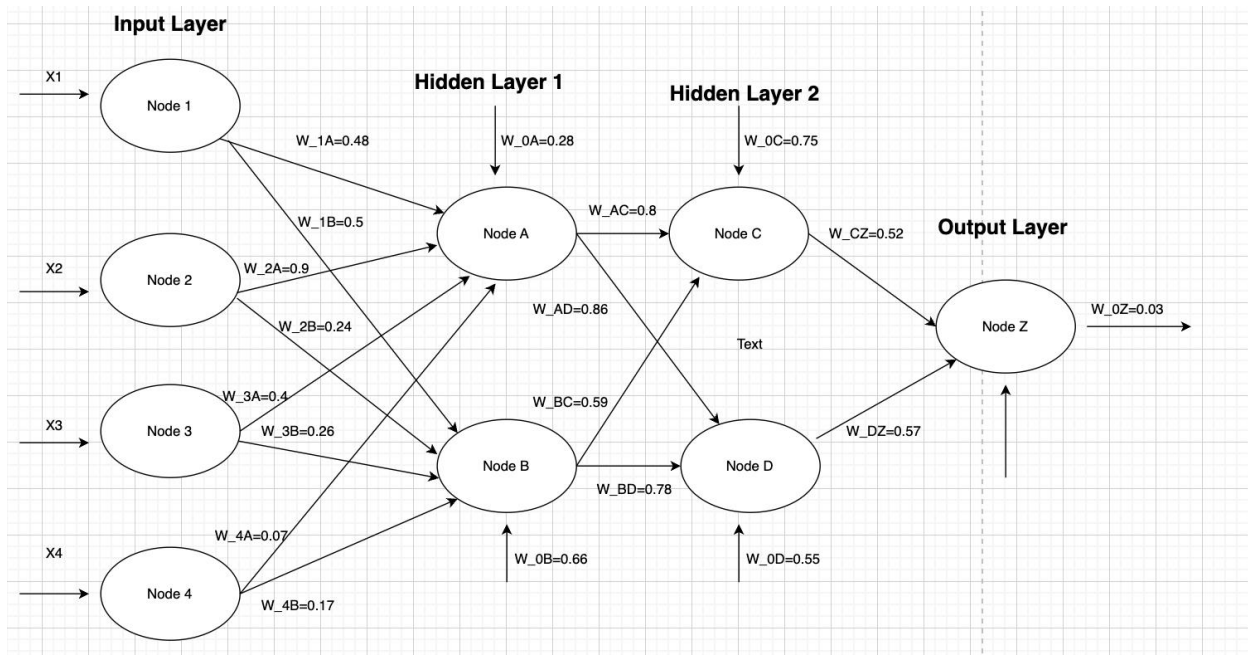 Input Layer
X1
Node 1
Hidden Layer 1
Hidden Layer 2
W_1A=0.48
W_0A=0.28
W_0C=0.75
W_1B=0.5
W_AC=0.8
Node A
Node C
W_CZ=0.52
Output Layer
X2
Node 2
W_2A=0.9
W_2B=0.24
W_AD=0.86
Text
Node Z
W_0Z=0.03
W_3A=0.4
W_BC=0.59
X3
Node 3
W_3B=0.26
W_DZ=0.57
Node B
Node D
W_BD=0.78
W_4A=0.07
X4
W_0B=0.66
W_0D=0.55
Node 4
W_4B=0.17